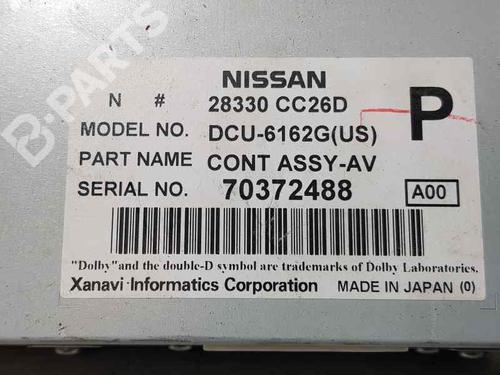 NISSAN
N # 28330 CC26D
P
MODEL NO. DCU-6162G(US)
PART NAME CONT ASSY-AV
SERIAL NO. 70372488 A00
"Dolby"and the double-D symbol are trademarks of Dolby Laboratories.
Xanavi Informatics Corporation MADE IN JAPAN (0)